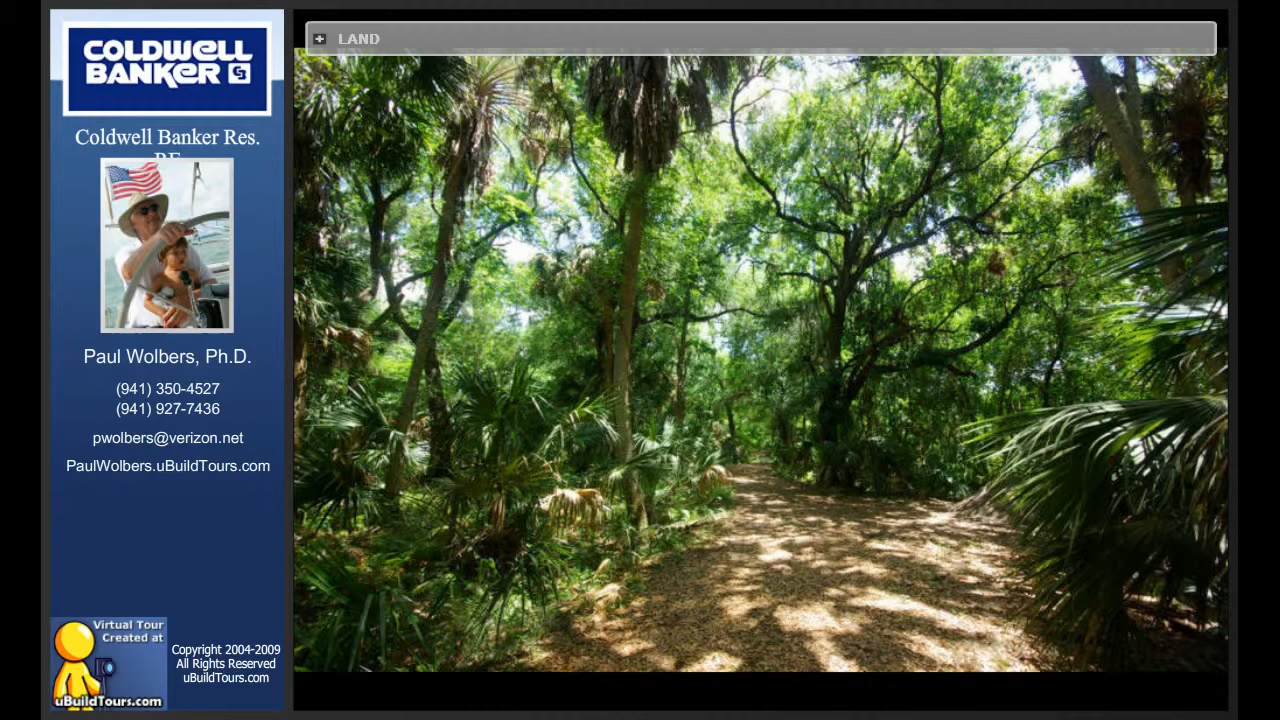 COLDWELL
BANKER
Coldwell Banker Res.
RE
Paul Wolbers, Ph.D.
(941) 350-4527
(941) 927-7436
pwolbers@verizon.net
PaulWolbers.uBuildTours.com
Virtual Tour
Created at
uBuildTours.com
Copyright 2004-2009
All Rights Reserved
uBuildTours.com
LAND